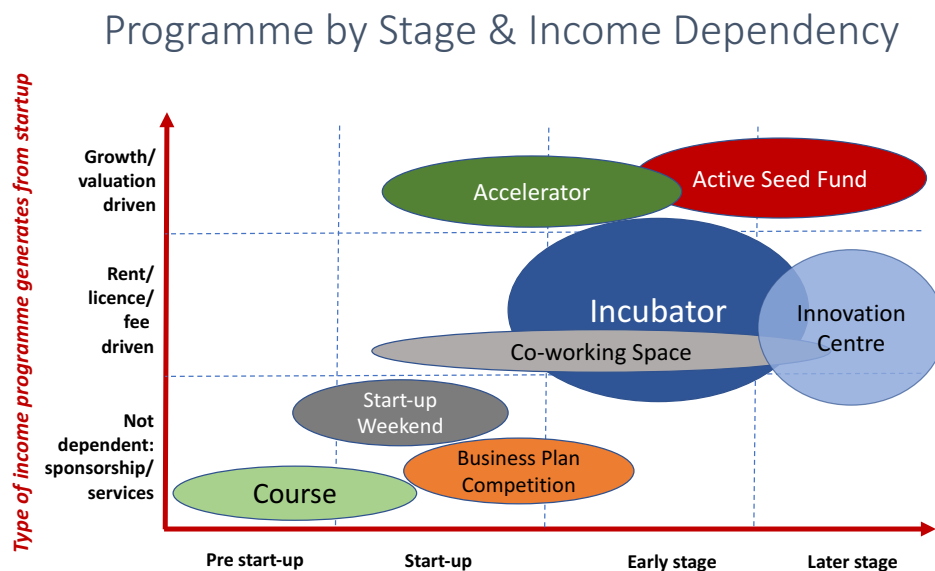 Programme by Stage & Income Dependency
Type of income programme generates from startup
Growth/
valuation
driven
Rent/
licence/
fee
driven
Not
dependent:
sponsorship/
services
Accelerator
Active Seed Fund
Incubator
Innovation
Centre
Co-working Space
Start-up
Weekend
Business Plan
Competition
Course
Pre start-up
Start-up
Early stage
Later stage